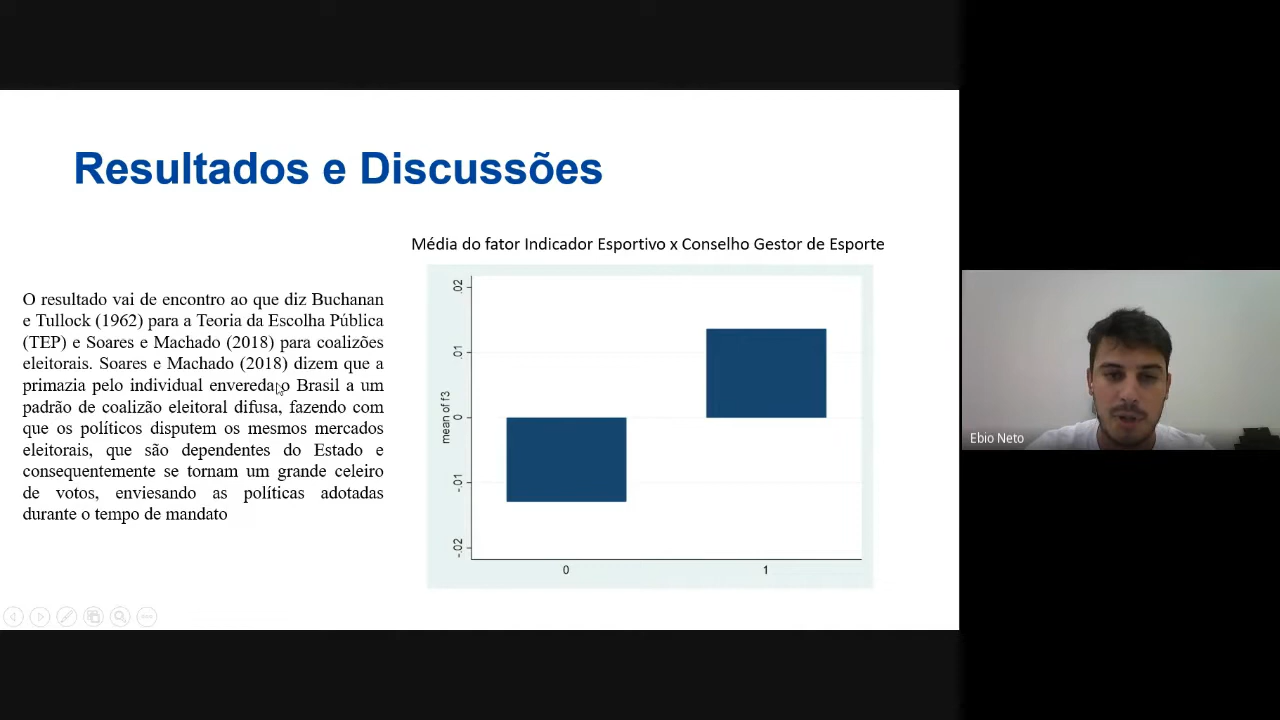 Resultados e Discussões
Média do fator Indicador Esportivo x Conselho Gestor de Esporte
O resultado vai de encontro ao que diz Buchanan
e Tullock (1962) para a Teoria da Escolha Pública
(TEP) e Soares e Machado (2018) para coalizões
eleitorais. Soares e Machado (2018) dizem que a
primazia pelo individual envereda o Brasil a um
padrão de coalizão eleitoral difusa, fazendo com
que os políticos disputem os mesmos mercados
eleitorais, que são dependentes do Estado e
consequentemente se tornam um grande celeiro
de votos, enviesando as políticas adotadas
durante o tempo de mandato
mean of f3
.02
.01
0
-.01
-.02
0 1
Ebio Neto